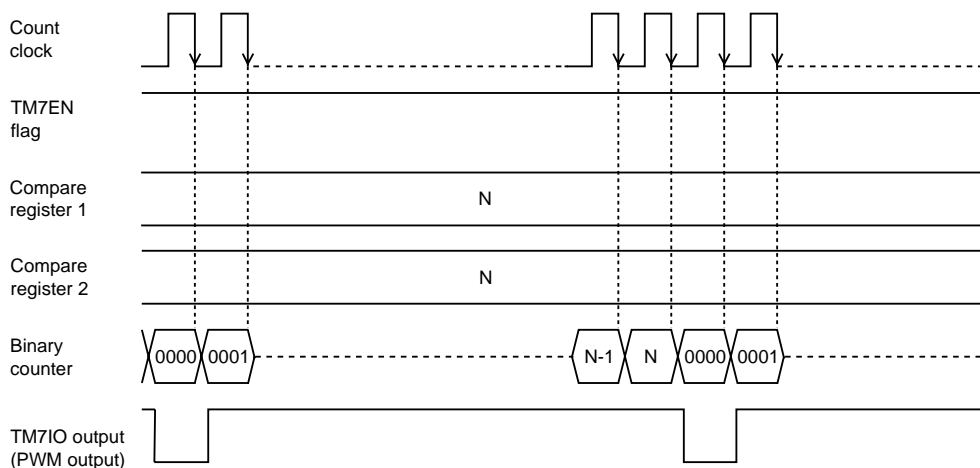 Count
clock
TM7EN
flag
Compare
register 1
N
Compare
register 2
N
Binary
counter
0000 0001 N-1 N 0000 0001
TM7IO output
(PWM output)